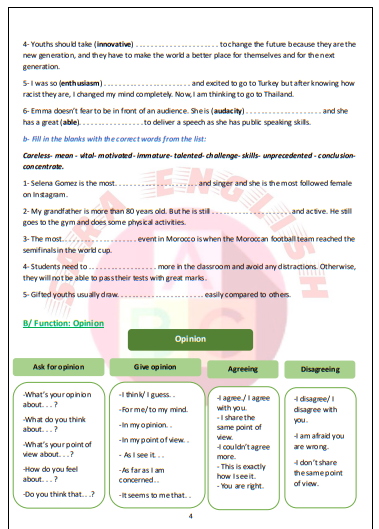 4- Youths should take (innovative) . . . . . . . . . . . . . . . . . . . . . . . . . to change the future because they are the
new generation, and they have to make the world a better place for themselves and for the next
generation.
5- I was so (enthusiasm) . . . . . . . . . . . . . . . . . . . . . . . . . and excited to go to Turkey but after knowing how
racist they are, I changed my mind completely. Now, I am thinking to go to Thailand.
6- Emma doesn't fear to be in front of an audience. She is (audacity) . . . . . . . . . . . . . . . . . . . . . . . and she
has a great (able). . . . . . . . . . . . . . . . . . . to deliver a speech as she has public speaking skills.
b- Fill in the blanks with the correct words from the list:
Careless- mean - vital- motivated- immature- talented- challenge- skills- unprecedented - conclusion-
concentrate.
1- Selena Gomez is the most. . . . . . . . . . . . . . . . . . . . . . . . . and singer and she is the most followed female
on Instagram.
2- My grandfather is more than 80 years old. But he is still . . . . . . . . . . . . . . . . . . . . . . . . and active. He still
goes to the gym and does some physical activities.
3- The most. . . . . . . . . . . . . . . . . . . . . . event in Morocco is when the Moroccan football team reached the
semifinals in the world cup.
4- Students need to . . . . . . . . . . . . . . . . . . . . more in the classroom and avoid any distractions. Otherwise,
they will not be able to pass their tests with great marks.
5- Gifted youths usually draw. . . . . . . . . . . . . . . . . . . . . . . . . easily compared to others.
SARA ENGLISH
A
B C
B/ Function: Opinion
Opinion
Ask for opinion
-What's your opinion
about. . . ?
-What do you think
about. . . ?
-What's your point of
view about. . . ?
-How do you feel
about. . . ?
-Do you think that. . .?
Give opinion
-I think/ I guess. . .
-For me/ to my mind.
-In my opinion. . .
-In my point of view. . .
- As I see it. . .
-As far as I am
concerned. . .
-It seems to me that. . .
Agreeing
-I agree / I agree
with you.
- I share the
same point of
view.
-I couldn't agree
more.
- This is exactly
how I see it.
- You are right.
Disagreeing
-I disagree/ I
disagree with
you.
-I am afraid you
are wrong.
-I don't share
the same point
of view.
4